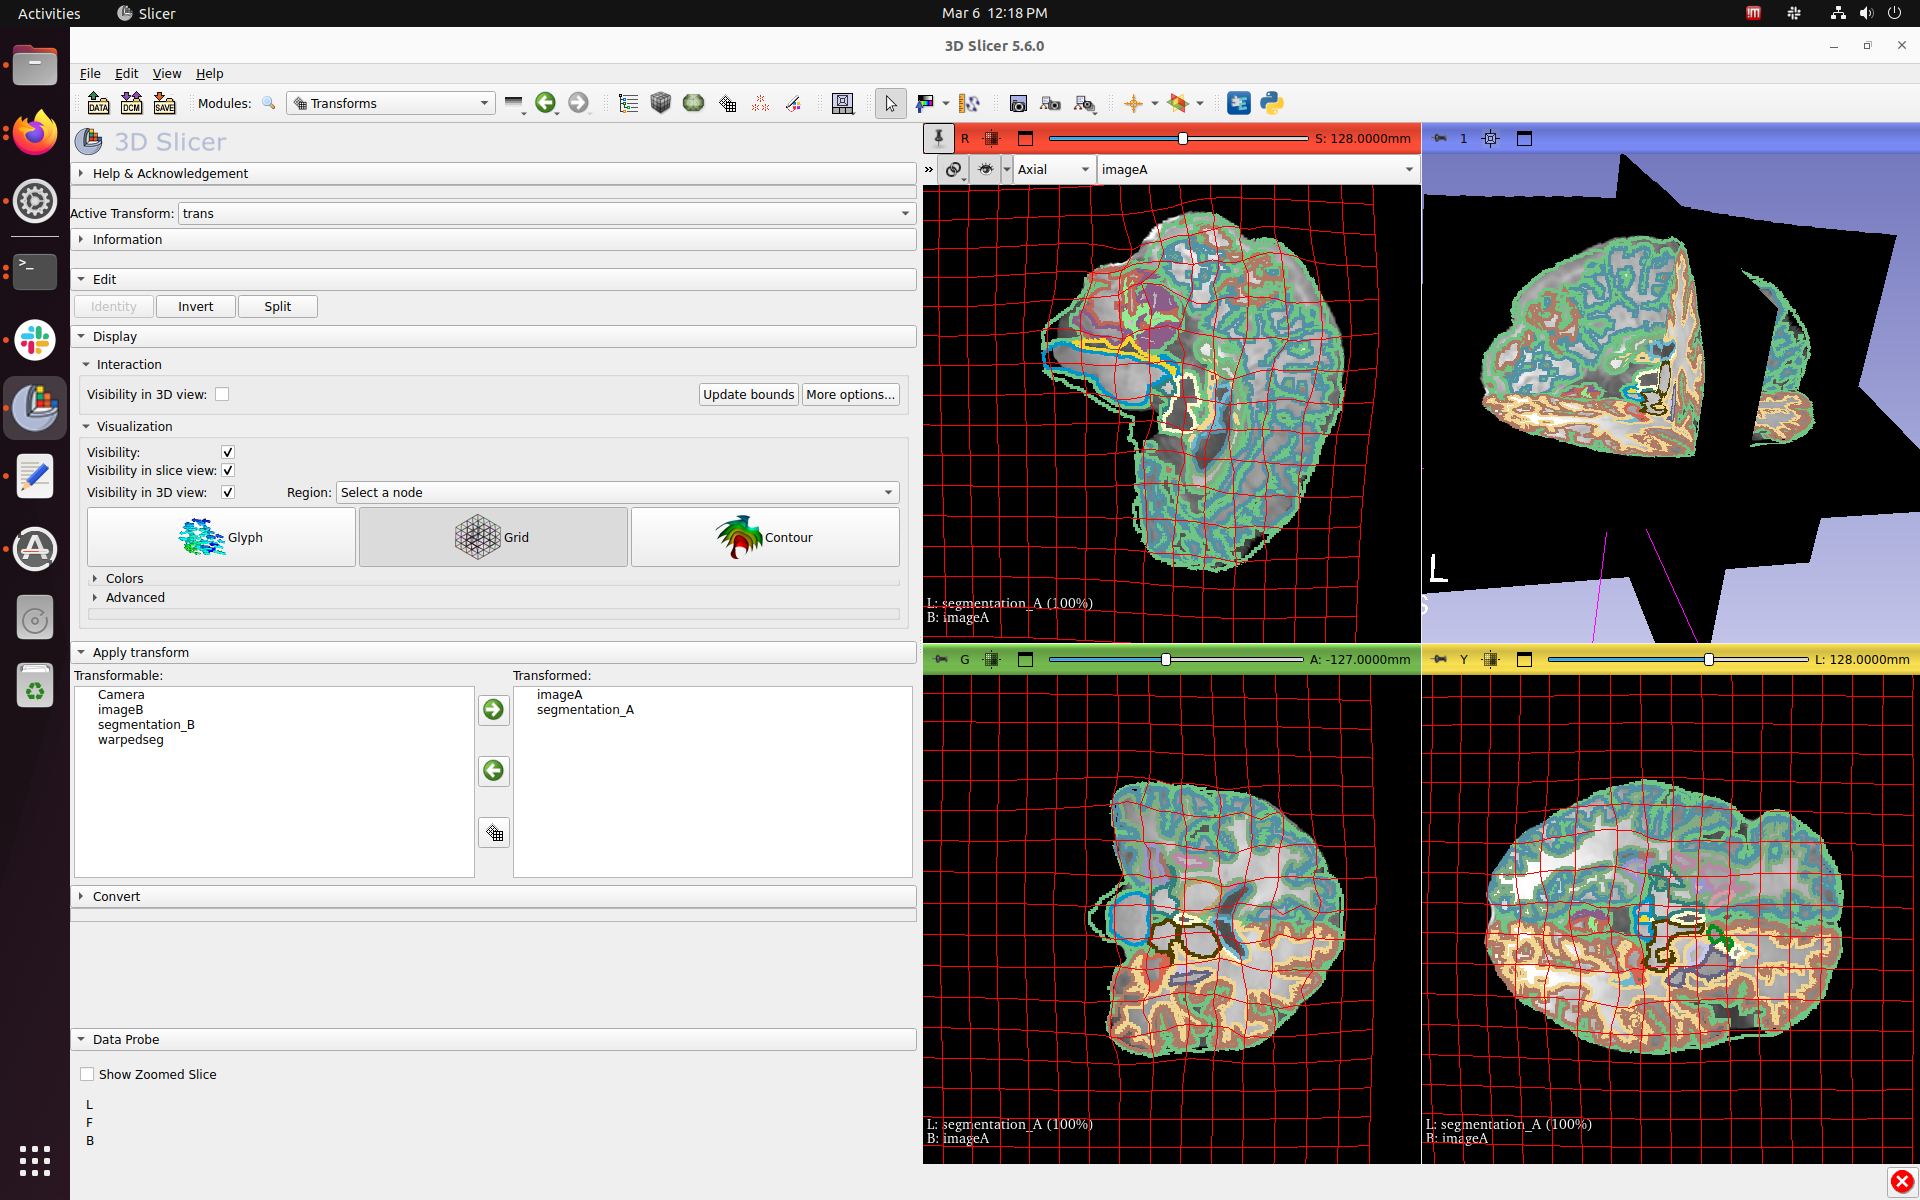 Activities Slicer Mar 6 12:18 PM
3D Slicer 5.6.0
File Edit View Help
DATA DCM SAVE Modules: Transforms
3D Slicer
R S: 128.0000mm
1
Help & Acknowledgement
» Axial imageA
Active Transform: trans
Information
Edit
Identity Invert Split
Display
Interaction
Visibility in 3D view: Update bounds More options...
Visualization
Visibility:
Visibility in slice view:
Visibility in 3D view: Region: Select a node
Glyph Grid Contour
Colors
Advanced
L
S
L: segmentation_A (100%)
B: imageA
Apply transform
G A: -127.0000mm
Y L: 128.0000mm
Transformable: Transformed:
Camera
imageB
segmentation_B
warpedseg
imageA
segmentation_A
Convert
Data Probe
Show Zoomed Slice
L
F
B
L: segmentation_A (100%)
B: imageA
L: segmentation_A (100%)
B: imageA